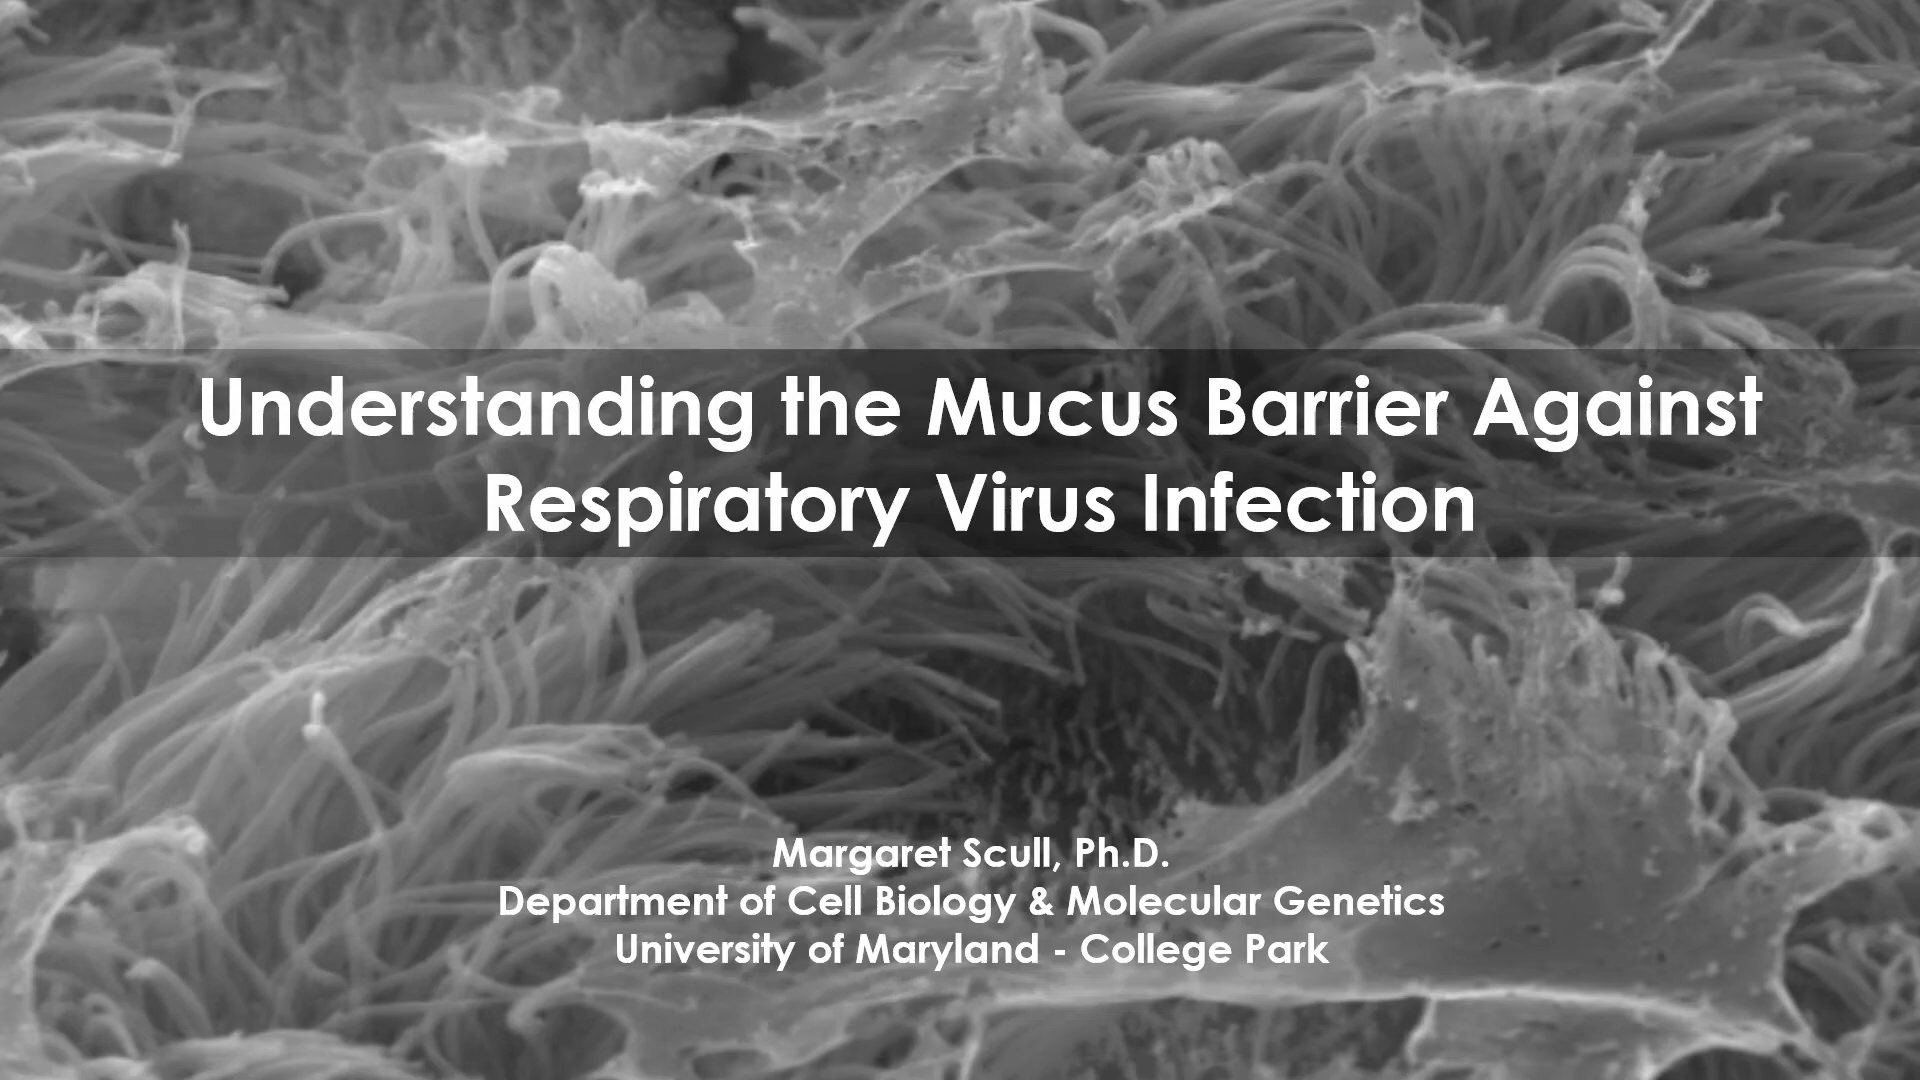 Understanding the Mucus Barrier Against
Respiratory Virus Infection
Margaret Scull, Ph.D.
Department of Cell Biology & Molecular Genetics
University of Maryland - College Park